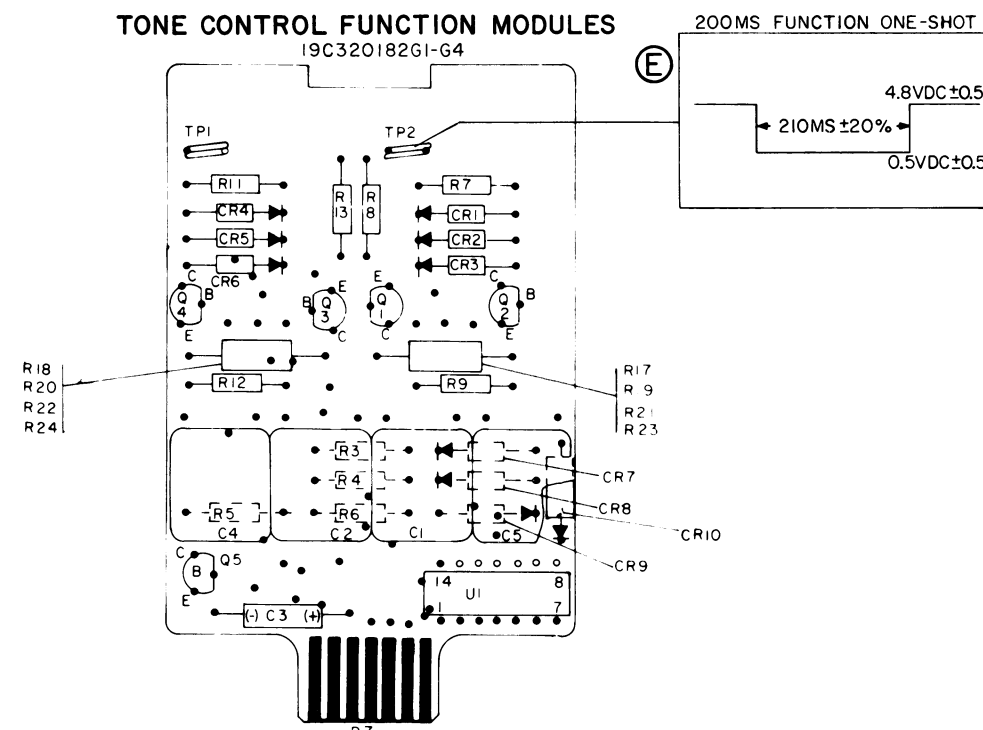 TONE CONTROL FUNCTION MODULES
19C320182G1-G4
200MS FUNCTION ONE-SHOT
E
4.8VDC±0.5
210MS ±20%
0.5VDC±0.5
TP1
TP2
R11
R13
R8
R7
CR4
CR1
CR5
CR2
CR6
CR3
C
Q4
B
E
E
B
Q3
C
E
Q1
C
C
Q2
B
E
R18
R20
R22
R24
R17
R 9
R21
R23
R12
R9
R3
R4
R5
R6
C4
C2
C1
C5
CR7
CR8
CR10
CR9
C
B
Q5
E
14
8
U1
1
7
(-) C3 (+)